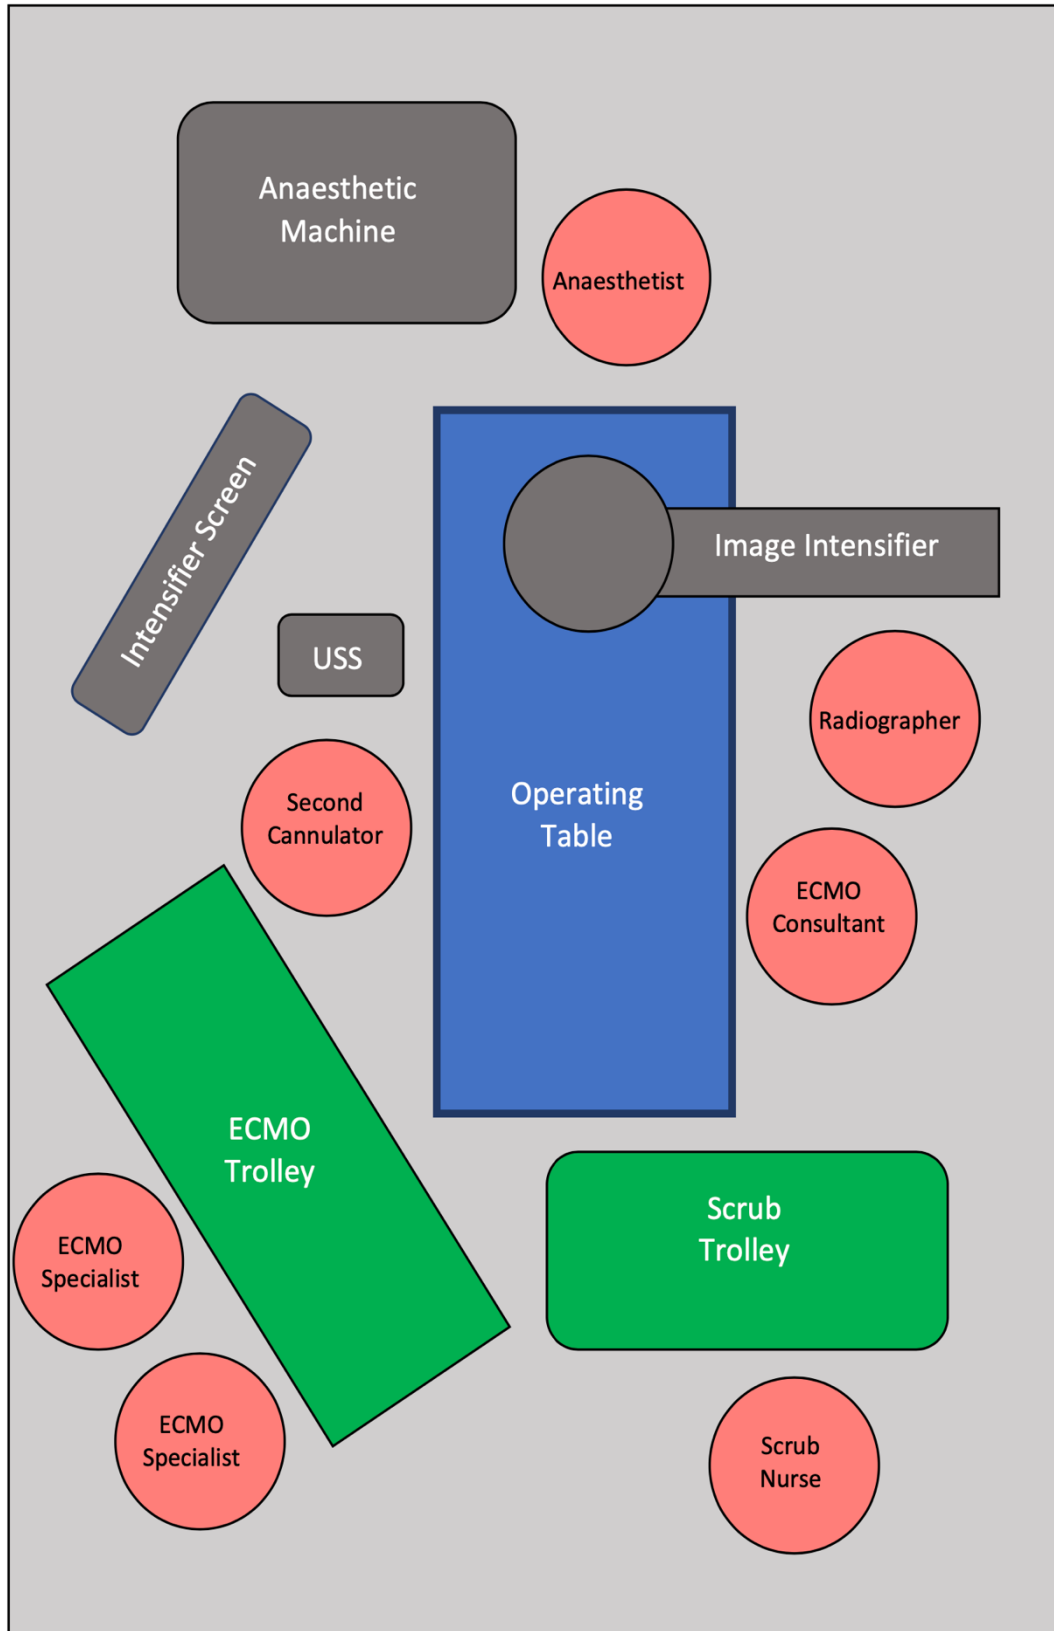 Anaesthetic
Machine
Anaesthetist
Intensifier Screen
Image Intensifier
USS
Radiographer
Second
Cannulator
Operating
Table
ECMO
Consultant
ECMO
Trolley
Scrub
Trolley
ECMO
Specialist
ECMO
Specialist
Scrub
Nurse